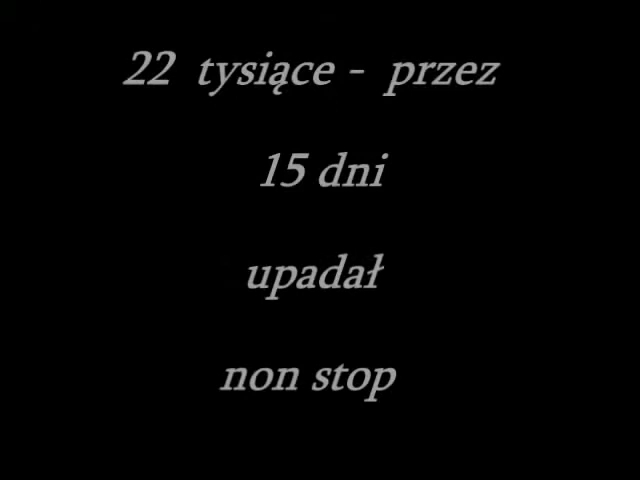 22 tysiące - przez
15 dni
upadał
non stop